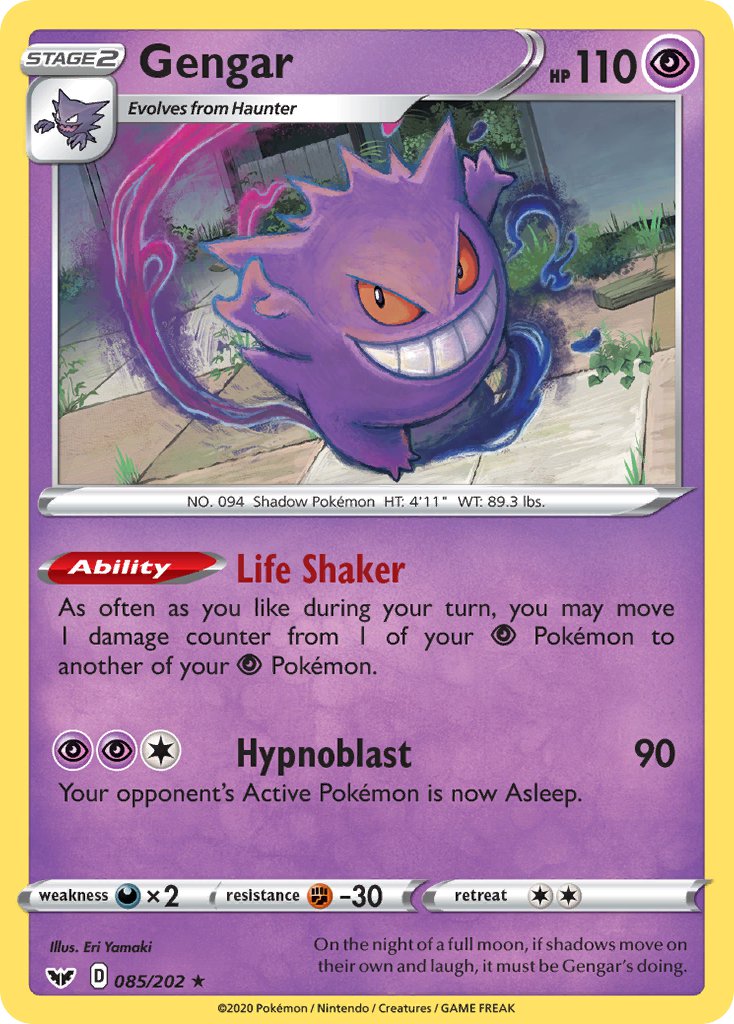 STAGE2
Gengar
HP 110
Evolves from Haunter
NO. 094 Shadow Pokémon HT: 4'11" WT: 89.3 lbs.
Ability Life Shaker
As often as you like during your turn, you may move
1 damage counter from 1 of your Pokémon to
another of your Pokémon.
Hypnoblast 90
Your opponent's Active Pokémon is now Asleep.
weakness ×2 resistance -30 retreat
Illus. Eri Yamaki
On the night of a full moon, if shadows move on
their own and laugh, it must be Gengar's doing.
D 085/202 ★
©2020 Pokémon / Nintendo / Creatures / GAME FREAK